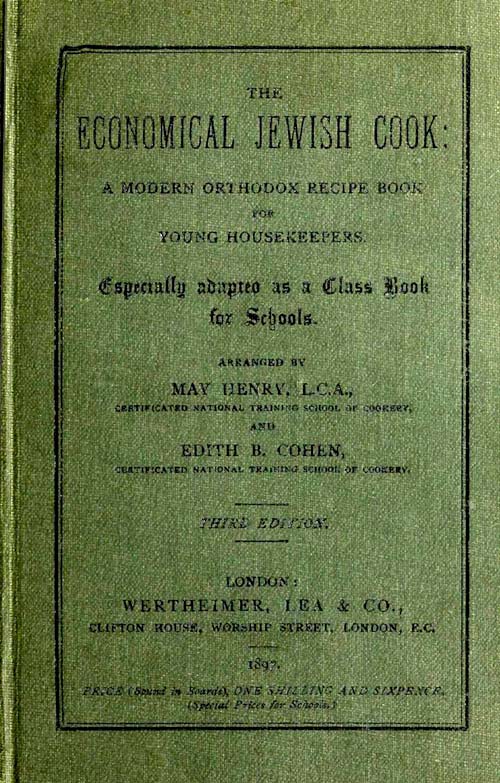 THE
ECONOMICAL JEWISH COOK:
A MODERN ORTHODOX RECIPE BOOK
FOR
YOUNG HOUSEKEEPERS.
Especially adapted as a Class Book
for Schools.
ARRANGED BY
MAY HENRY, L.C.A.,
CERTIFICATED NATIONAL TRAINING SCHOOL OF COOKERY,
AND
EDITH B. COHEN,
CERTIFICATED NATIONAL TRAINING SCHOOL OF COOKERY.
THIRD EDITION.
LONDON:
WERTHEIMER, LEA & CO.,
CLIFTON HOUSE, WORSHIP STREET, LONDON, E.C.
1897.
PRICE (Bound in Boards), ONE SHILLING AND SIXPENCE.
(Special Prices for Schools.)